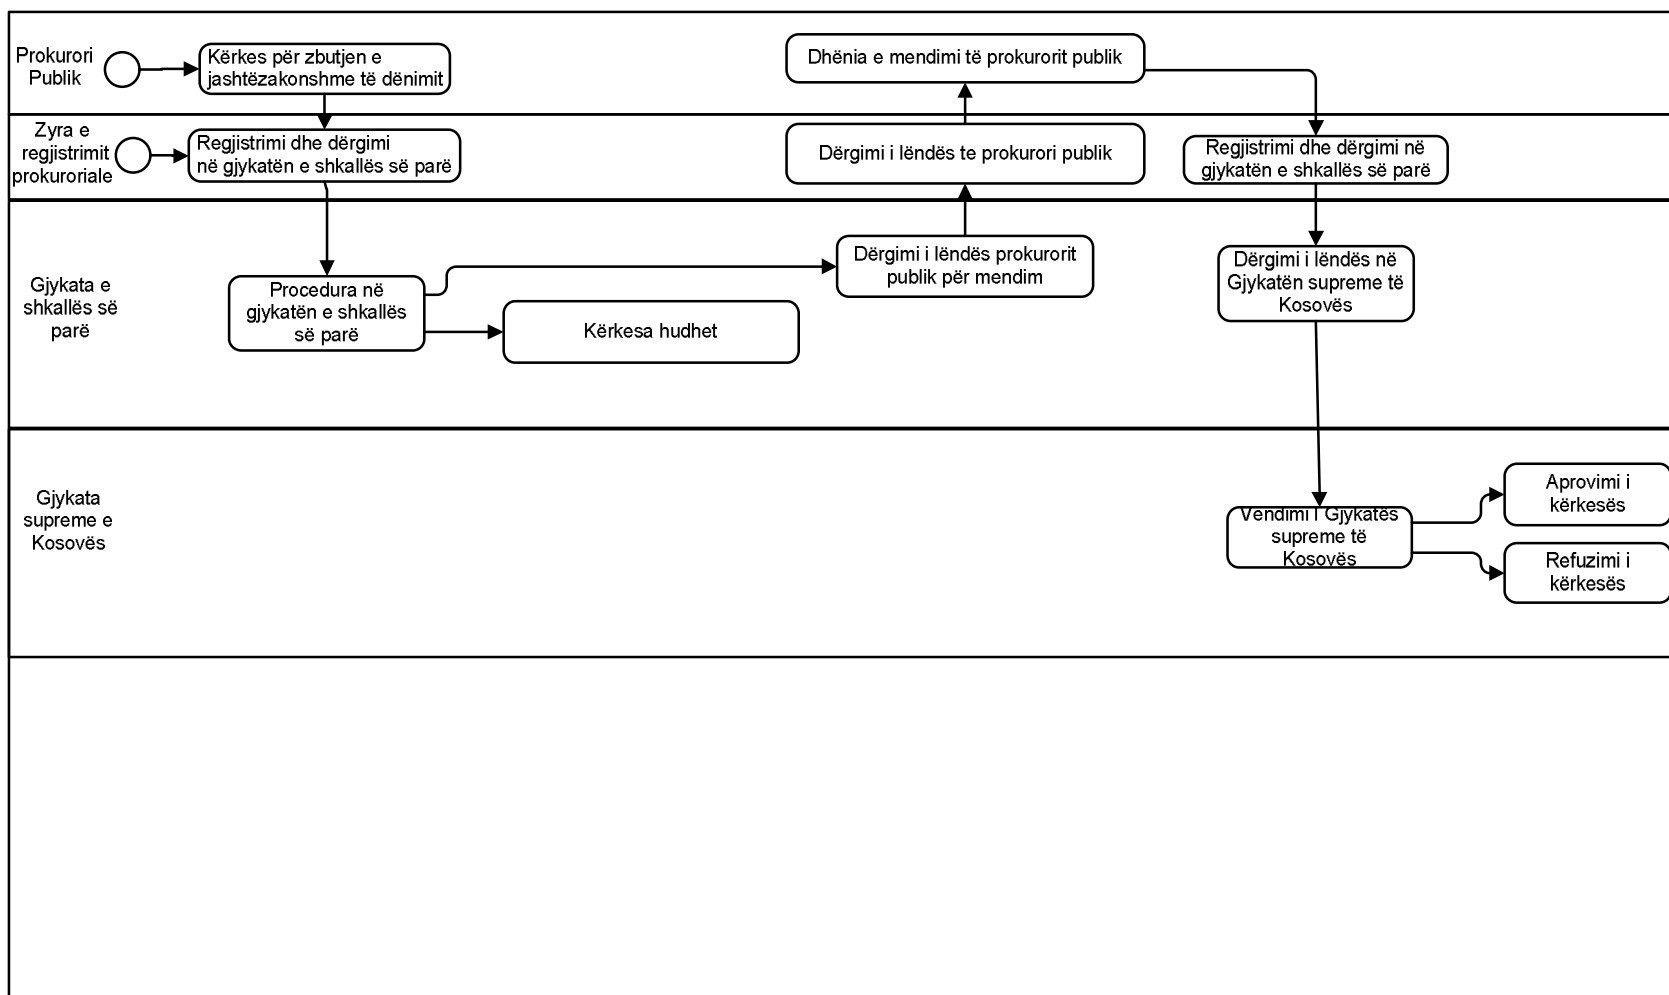 Prokurori
Publik
Kërkes për zbutjen e
jashtëzakonshme të dënimit
Dhënia e mendimi të prokurorit publik
Zyra e
regjistrimit
prokuroriale
Regjistrimi dhe dërgimi
në gjykatën e shkallës së parë
Dërgimi i lëndës te prokurori publik
Regjistrimi dhe dërgimi në
gjykatën e shkallës së parë
Gjykata e
shkallës së
parë
Procedura në
gjykatën e shkallës
së parë
Kërkesa hudhet
Dërgimi i lëndës prokurorit
publik për mendim
Dërgimi i lëndës në
Gjykatën supreme të
Kosovës
Gjykata
supreme e
Kosovës
Vendimi i Gjykatës
supreme të
Kosovës
Aprovimi i
kërkesës
Refuzimi i
kërkesës